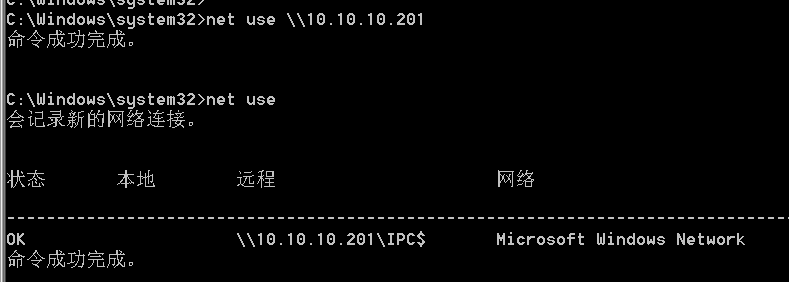 C:\Windows\system32>
C:\Windows\system32>net use \\10.10.10.201
命令成功完成。
C:\Windows\system32>net use
会记录新的网络连接。
状态 本地 远程 网络
-------------------------------------------------------------------------------
OK \\10.10.10.201\IPC$ Microsoft Windows Network
命令成功完成。